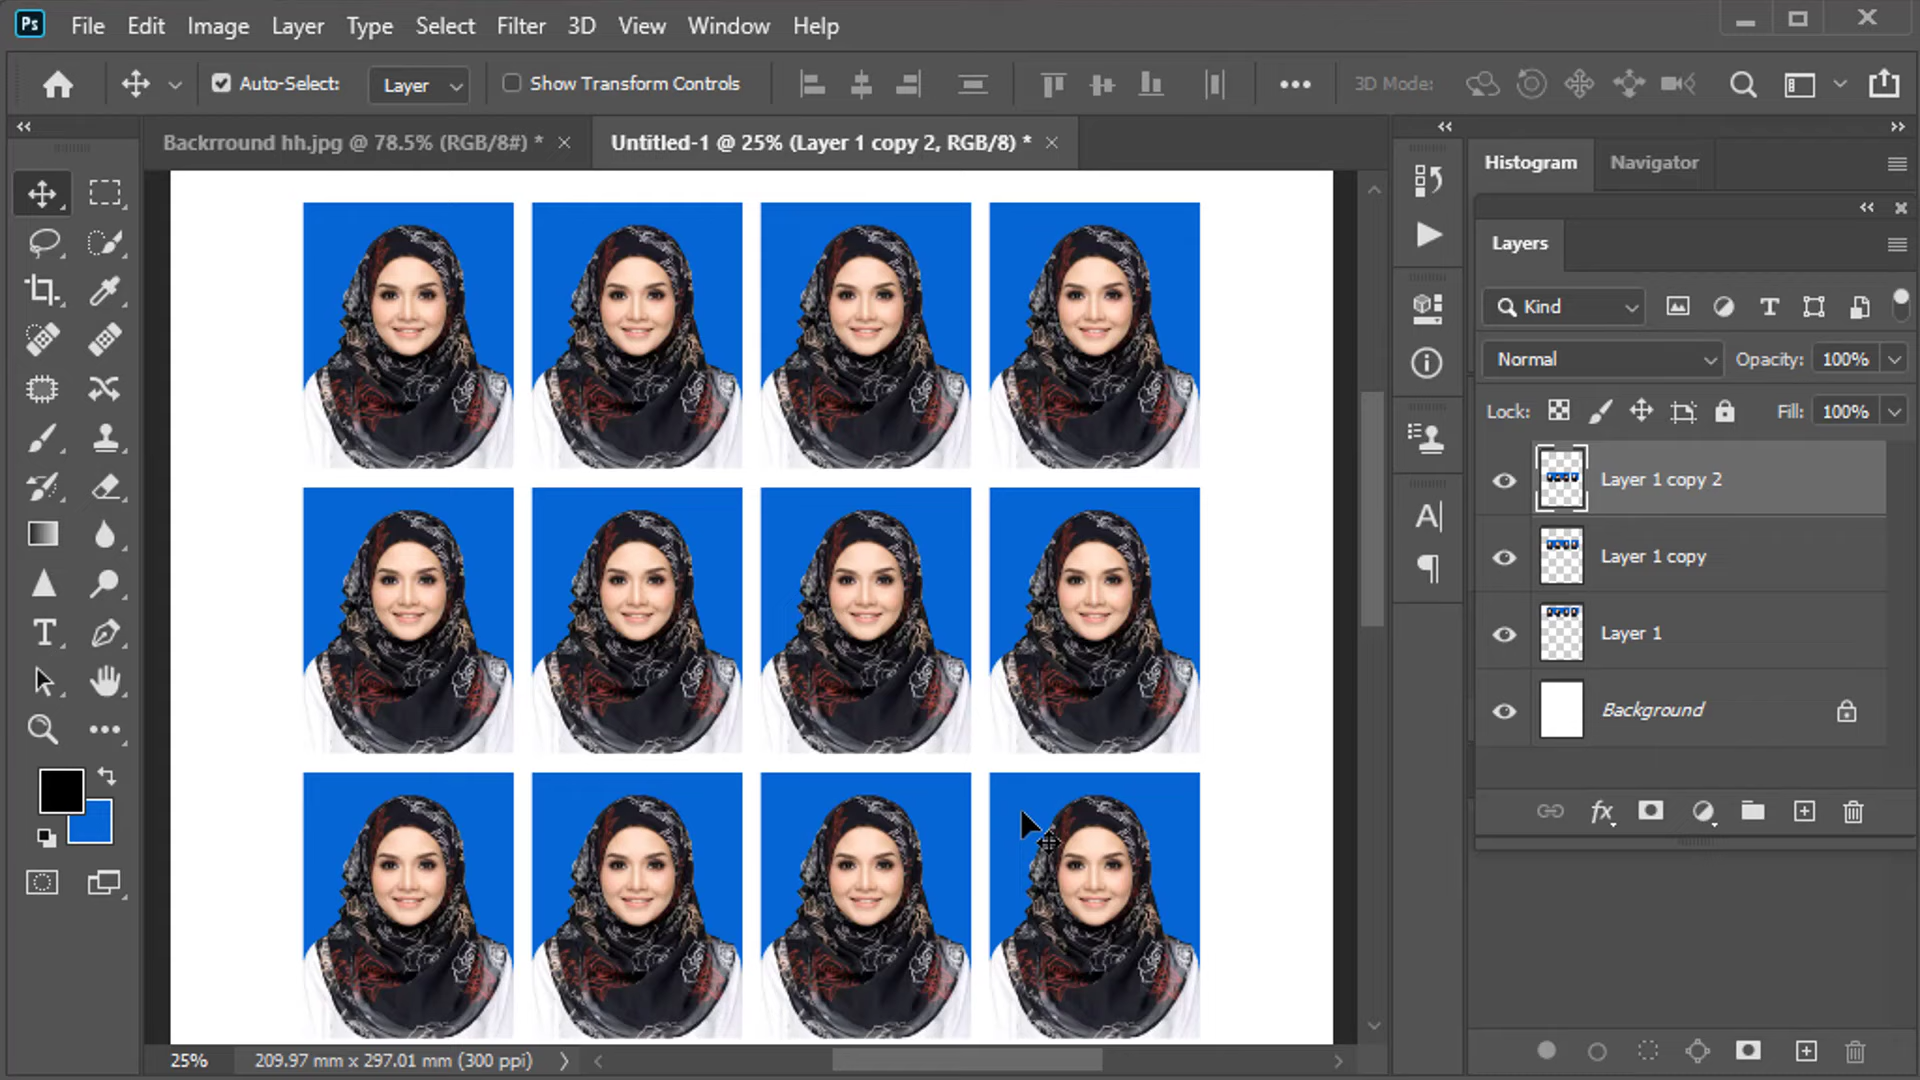 Ps File Edit Image Layer Type Select Filter 3D View Window Help
Auto-Select: Layer Show Transform Controls 3D Mode:
Backrround hh.jpg @ 78.5% (RGB/8#) * Untitled-1 @ 25% (Layer 1 copy 2, RGB/8) *
Histogram Navigator
Layers
Kind
Normal Opacity: 100%
Lock: Fill: 100%
Layer 1 copy 2
Layer 1 copy
Layer 1
Background
25% 209.97 mm x 297.01 mm (300 ppi)